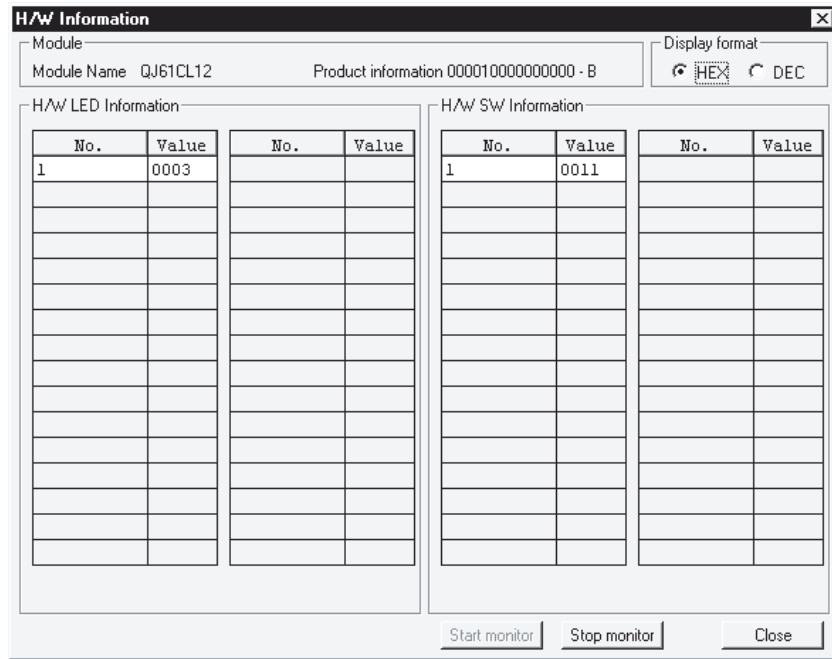 H/W Information
Module
Display format
Module Name QJ61CL12 Product information 000010000000000 - B
HEX DEC
H/W LED Information
H/W SW Information
No. Value No. Value No. Value No. Value
1 0003 1 0011
Start monitor Stop monitor Close